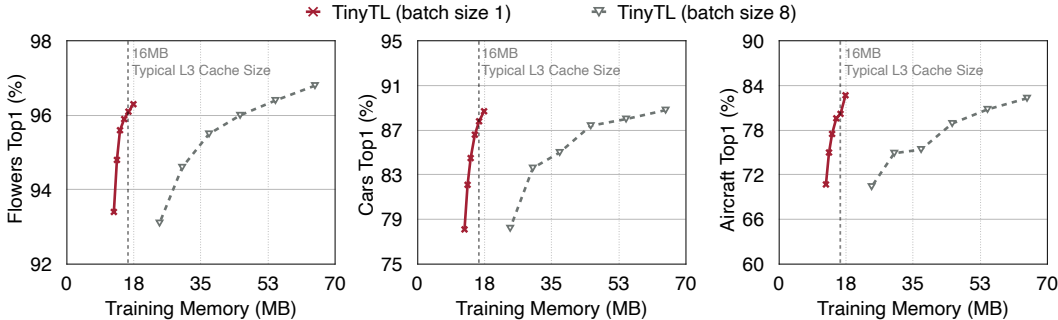 TinyTL (batch size 1) TinyTL (batch size 8)
Flowers Top1 (%)
98
96
94
92
16MB
Typical L3 Cache Size
0 18 35 53 70
Training Memory (MB)
Cars Top1 (%)
95
91
87
83
79
75
16MB
Typical L3 Cache Size
0 18 35 53 70
Training Memory (MB)
Aircraft Top1 (%)
90
84
78
72
66
60
16MB
Typical L3 Cache Size
0 18 35 53 70
Training Memory (MB)